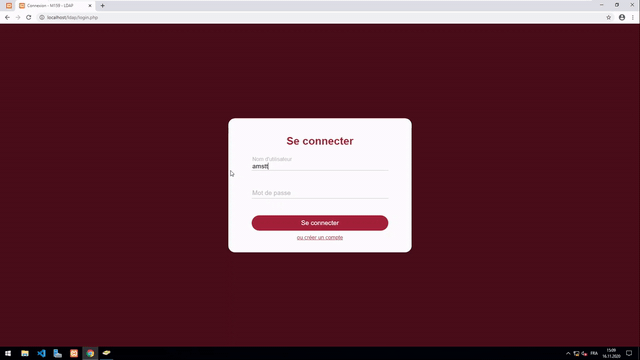 Connexion - M159 - LDAP
localhost/ldap/login.php
Se connecter
Nom d'utilisateur
amstt
Mot de passe
Se connecter
ou créer un compte
FRA
15:09
16.11.2020